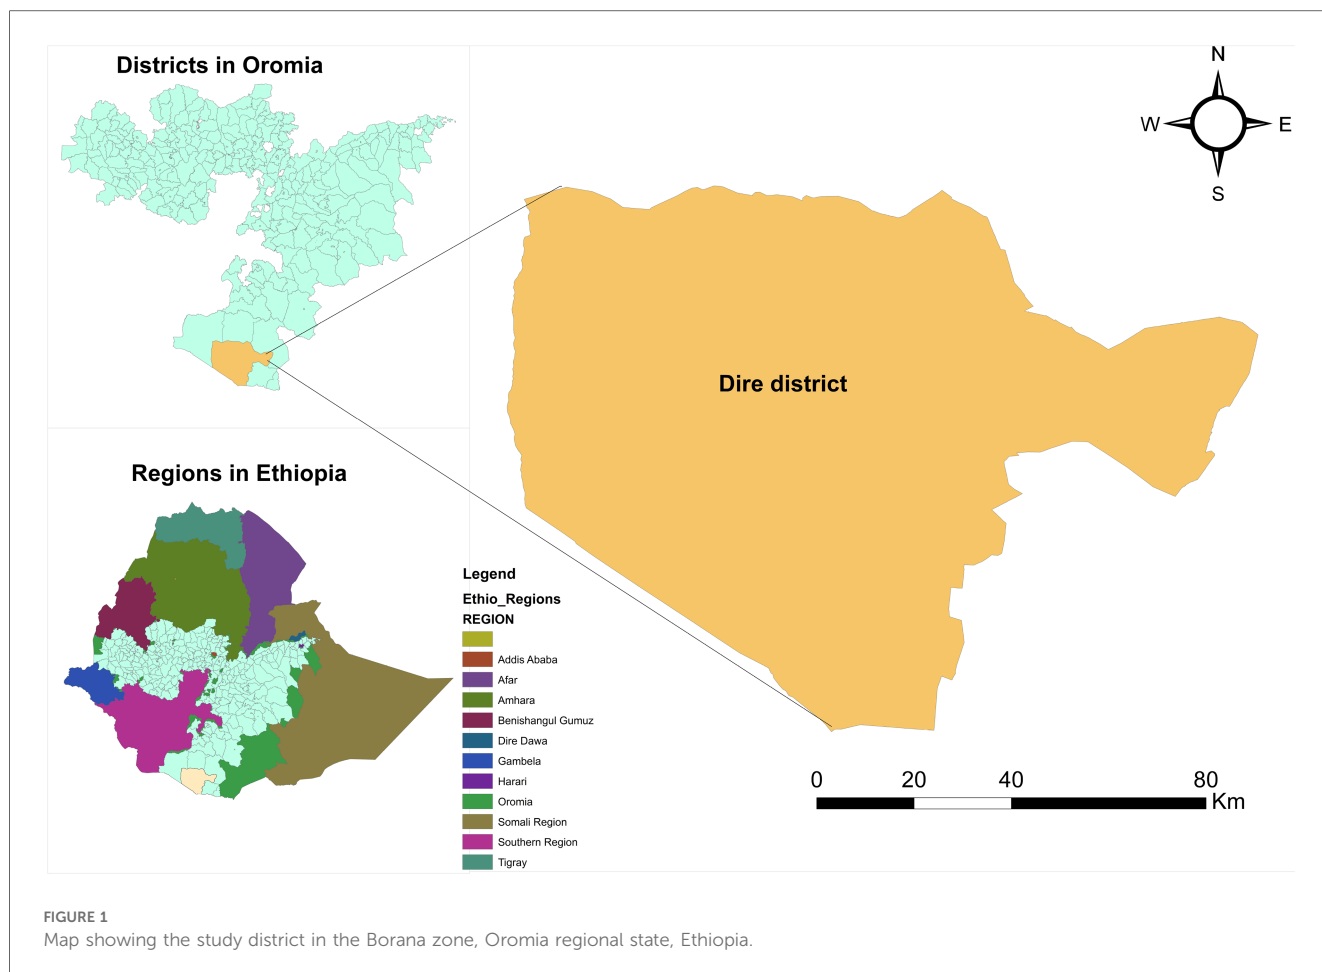 Districts in Oromia
N
W
E
S
Dire district
Regions in Ethiopia
Legend
Ethio_Regions
REGION
Addis Ababa
Afar
Amhara
Benishangul Gumuz
Dire Dawa
Gambela
Harari
Oromia
Somali Region
Southern Region
Tigray
0 20 40 80
Km
FIGURE 1
Map showing the study district in the Borana zone, Oromia regional state, Ethiopia.